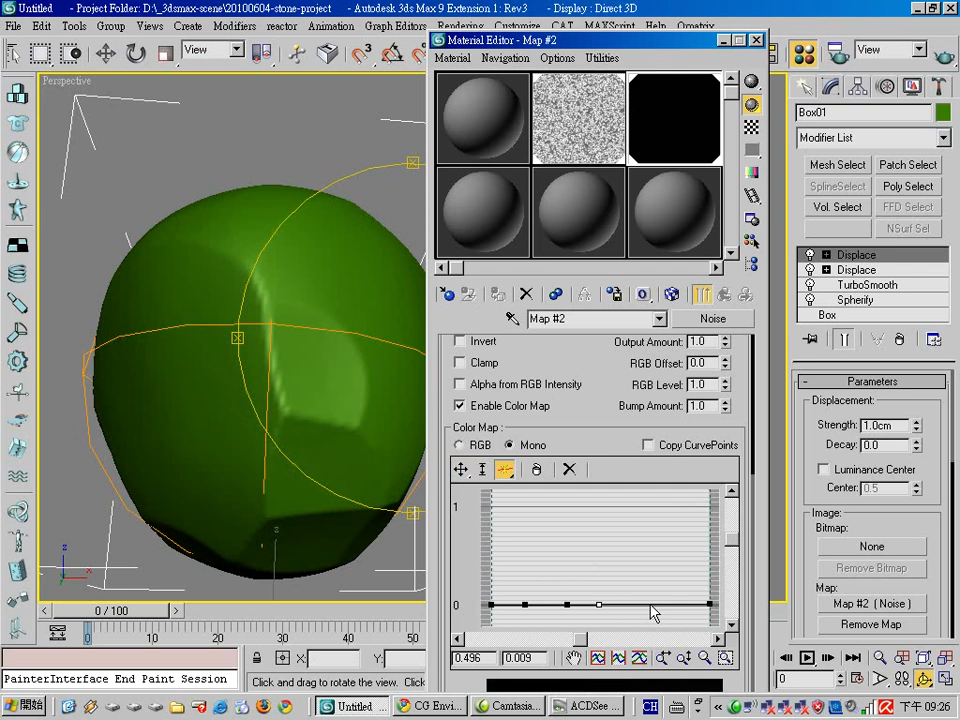 Untitled - Project Folder: D:\_3dsmax-scene\20100604-stone-project - Autodesk 3ds Max 9 Extension 1: Rev3 - Display : Direct 3D
File Edit Tools Group Views Create Modifiers reactor Animation Graph Editors Rendering Customize CAT MAXScript Help Ornatrix
View
View
Material Editor - Map #2
Material Navigation Options Utilities
Perspective
Box01
Modifier List
Mesh Select Patch Select
SplineSelect Poly Select
Vol. Select FFD Select
NSurf Sel
Displace
Displace
TurboSmooth
Spherify
Box
Map #2 Noise
Invert Output Amount: 1.0
Clamp RGB Offset: 0.0
Alpha from RGB Intensity RGB Level: 1.0
Enable Color Map Bump Amount: 1.0
Color Map :
RGB Mono Copy CurvePoints
1
0
0.496 0.009
Parameters
Displacement:
Strength: 1.0cm
Decay: 0.0
Luminance Center
Center: 0.5
Image:
Bitmap:
None
Remove Bitmap
Map:
Map #2 ( Noise )
Remove Map
z
x
z
0 / 100
0 10 20 30 40 50
X: Y:
PainterInterface End Paint Session
Click and drag to rotate the view. Click
0
開始
Untitled ...
CG Envi...
Camtasia...
ACDSee ...
CH
下午 09:26